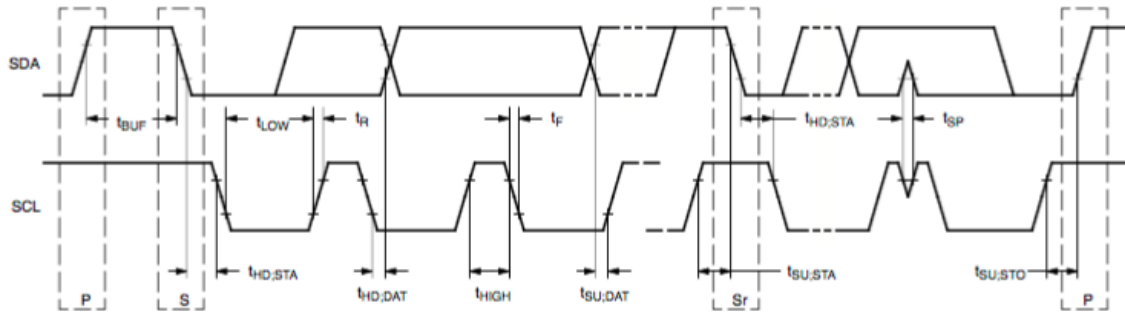 SDA
tBUF tLOW tR tF tHD;STA tSP
SCL
tHD;STA tHD;DAT tHIGH tSU;DAT tSU;STA tSU;STO
P S Sr P